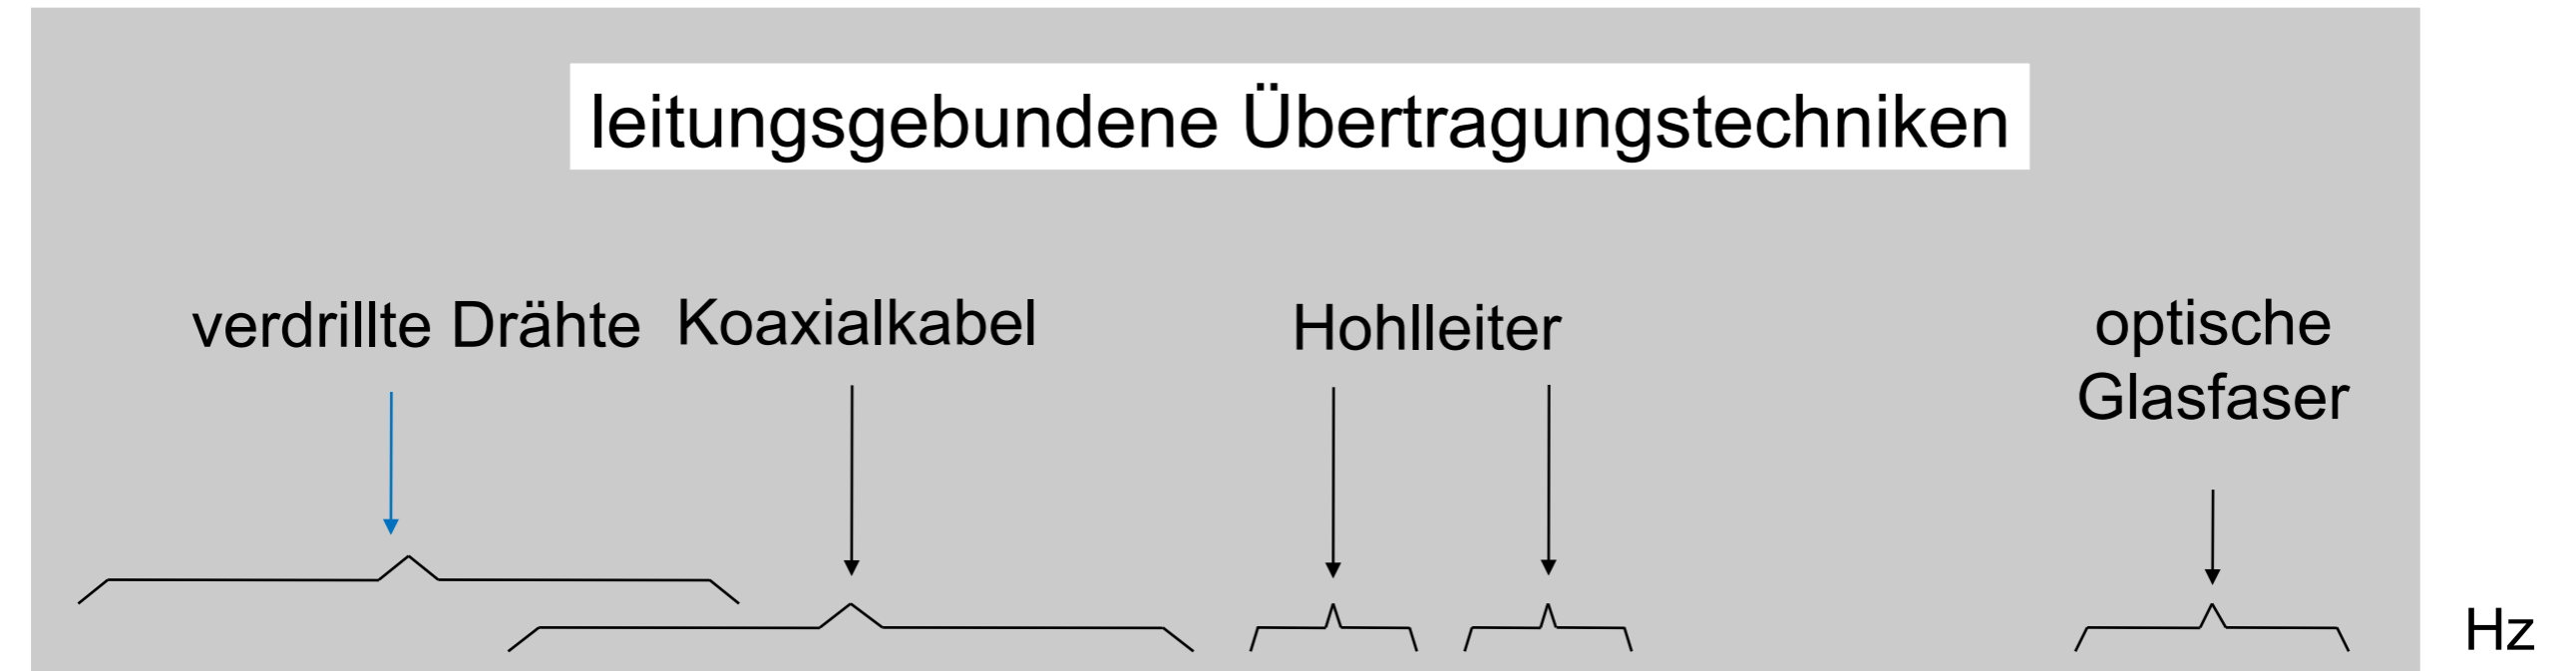 leitungsgebundene Übertragungstechniken
verdrillte Drähte
Koaxialkabel
Hohlleiter
optische
Glasfaser
Hz